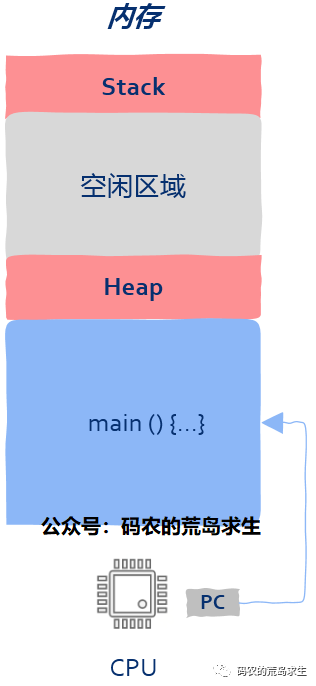 内存
Stack
空闲区域
Heap
main () {...}
公众号：码农的荒岛求生
PC
CPU
码农的荒岛求生